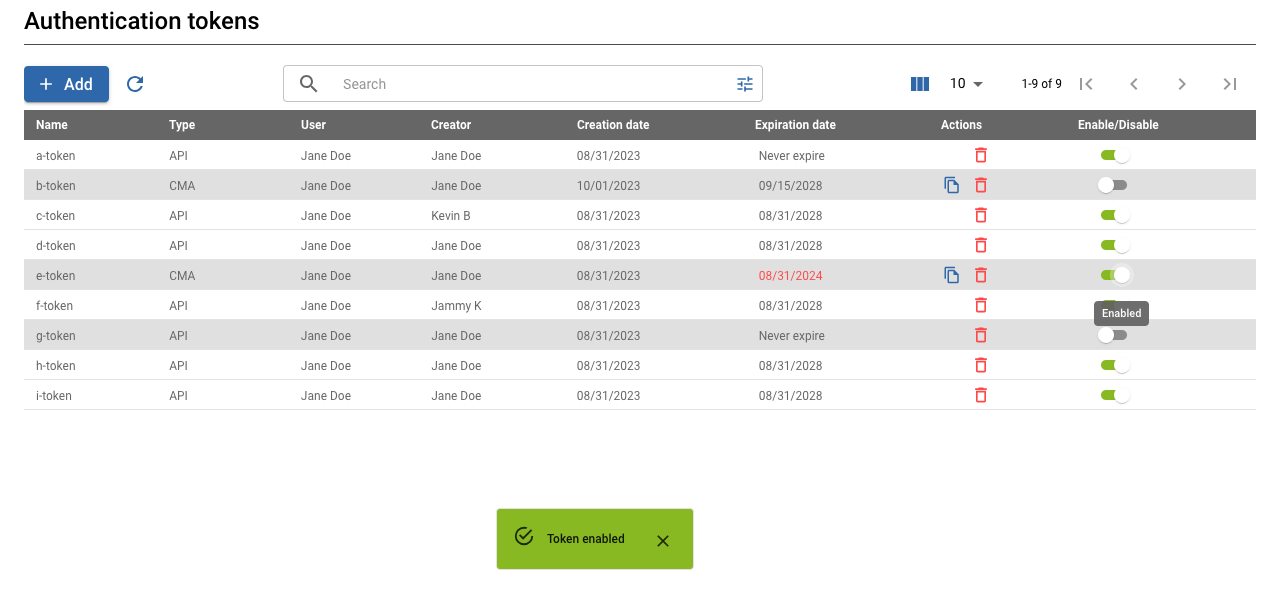 Authentication tokens
Add Search 10 1-9 of 9
Name Type User Creator Creation date Expiration date Actions Enable/Disable
a-token API Jane Doe Jane Doe 08/31/2023 Never expire
b-token CMA Jane Doe Jane Doe 10/01/2023 09/15/2028
c-token API Jane Doe Kevin B 08/31/2023 08/31/2028
d-token API Jane Doe Jane Doe 08/31/2023 08/31/2028
e-token CMA Jane Doe Jane Doe 08/31/2023 08/31/2024
f-token API Jane Doe Jammy K 08/31/2023 08/31/2028
Enabled
g-token API Jane Doe Jane Doe 08/31/2023 Never expire
h-token API Jane Doe Jane Doe 08/31/2023 08/31/2028
i-token API Jane Doe Jane Doe 08/31/2023 08/31/2028
Token enabled